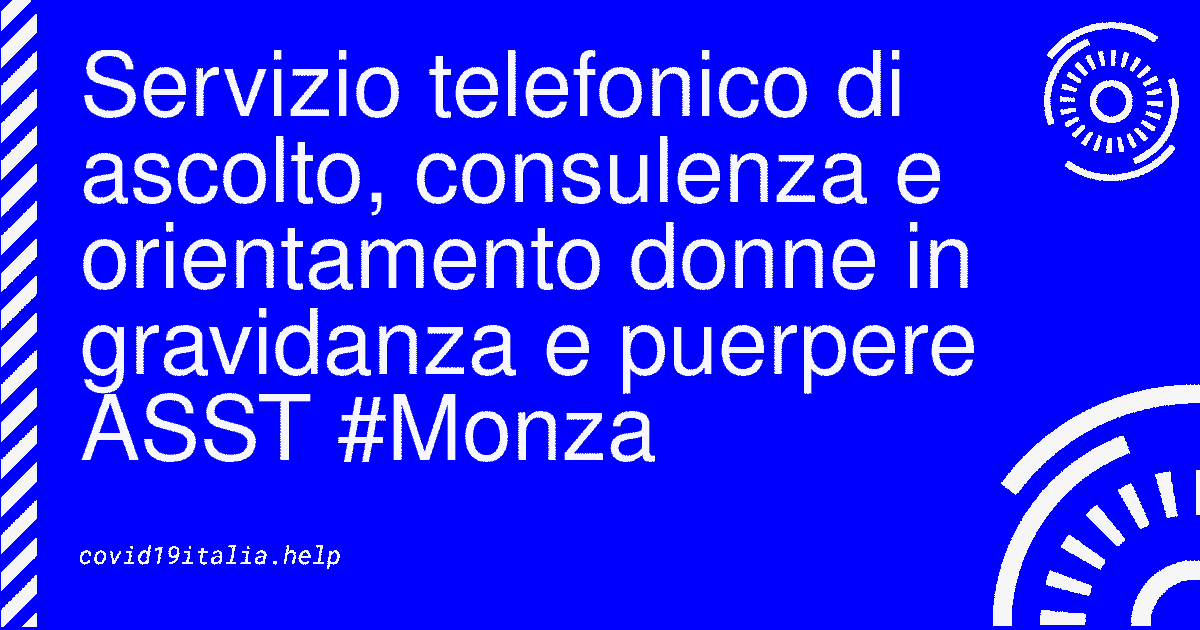 Servizio telefonico di
ascolto, consulenza e
orientamento donne in
gravidanza e puerpere
ASST #Monza
covid19italia.help